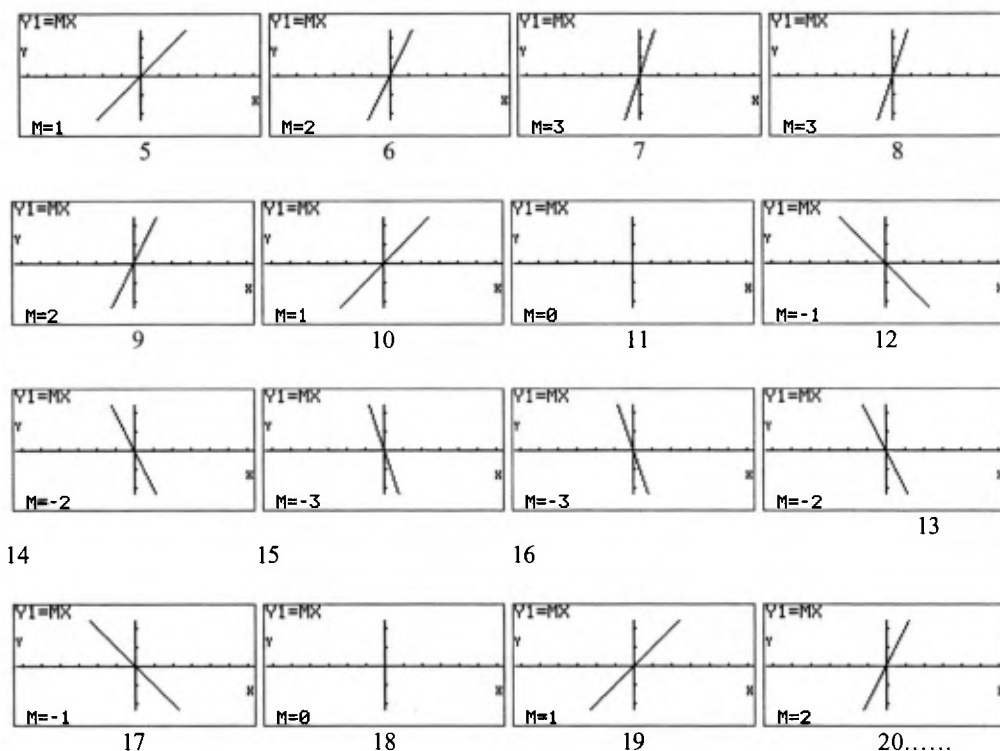 Y1=MX Y1=MX Y1=MX Y1=MX
Y Y Y Y
X X X X
M=1 M=2 M=3 M=3
5 6 7 8
Y1=MX Y1=MX Y1=MX Y1=MX
Y Y Y Y
X X X X
M=2 M=1 M=0 M=-1
9 10 11 12
Y1=MX Y1=MX Y1=MX Y1=MX
Y Y Y Y
X X X X
M=-2 M=-3 M=-3 M=-2
13
14 15 16
Y1=MX Y1=MX Y1=MX Y1=MX
Y Y Y Y
X X X X
M=-1 M=0 M=1 M=2
17 18 19 20......